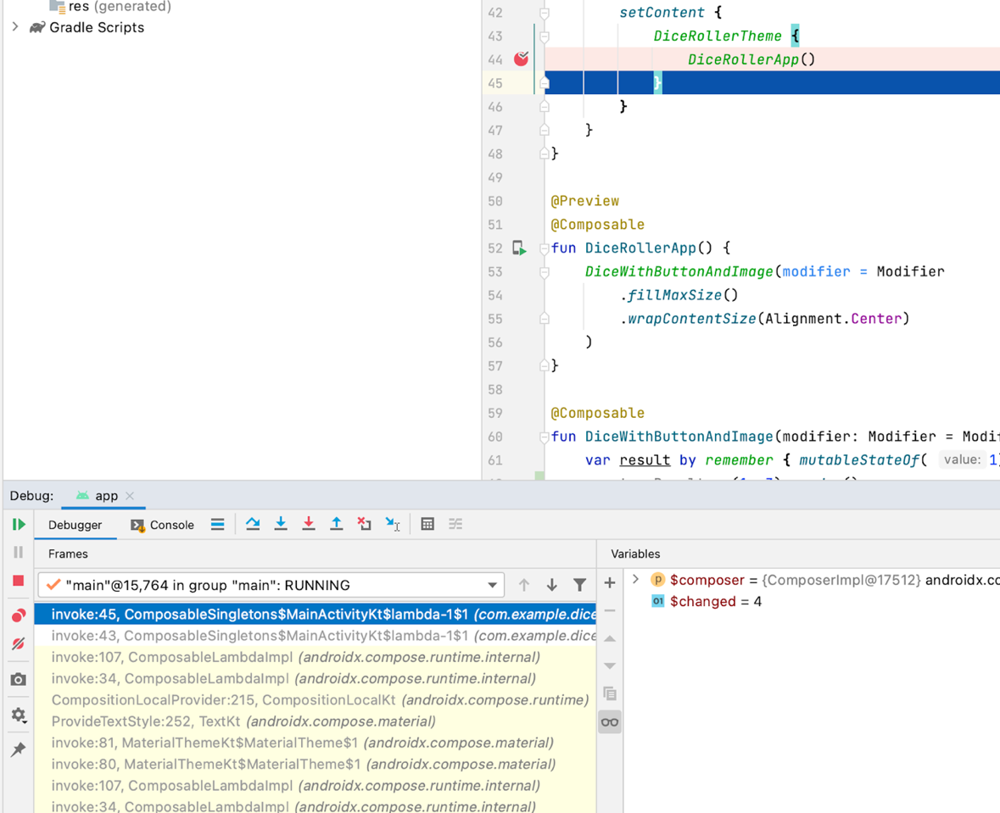 res (generated)
Gradle Scripts
42 setContent {
43 DiceRollerTheme {
44 DiceRollerApp()
45 }
46 }
47 }
48 }
49
50 @Preview
51 @Composable
52 fun DiceRollerApp() {
53 DiceWithButtonAndImage(modifier = Modifier
54 .fillMaxSize()
55 .wrapContentSize(Alignment.Center)
56 )
57 }
58
59 @Composable
60 fun DiceWithButtonAndImage(modifier: Modifier = Modif
61 var result by remember { mutableStateOf( value: 1)
Debug: app
Debugger Console
Frames
"main"@15,764 in group "main": RUNNING
invoke:45, ComposableSingletons$MainActivityKt$lambda-1$1 (com.example.dice
invoke:43, ComposableSingletons$MainActivityKt$lambda-1$1 (com.example.dice
invoke:107, ComposableLambdaImpl (androidx.compose.runtime.internal)
invoke:34, ComposableLambdaImpl (androidx.compose.runtime.internal)
CompositionLocalProvider:215, CompositionLocalKt (androidx.compose.runtime)
ProvideTextStyle:252, TextKt (androidx.compose.material)
invoke:81, MaterialThemeKt$MaterialTheme$1 (androidx.compose.material)
invoke:80, MaterialThemeKt$MaterialTheme$1 (androidx.compose.material)
invoke:107, ComposableLambdaImpl (androidx.compose.runtime.internal)
invoke:34, ComposableLambdaImpl (androidx.compose.runtime.internal)
Variables
p $composer = {ComposerImpl@17512} androidx.co
01 $changed = 4